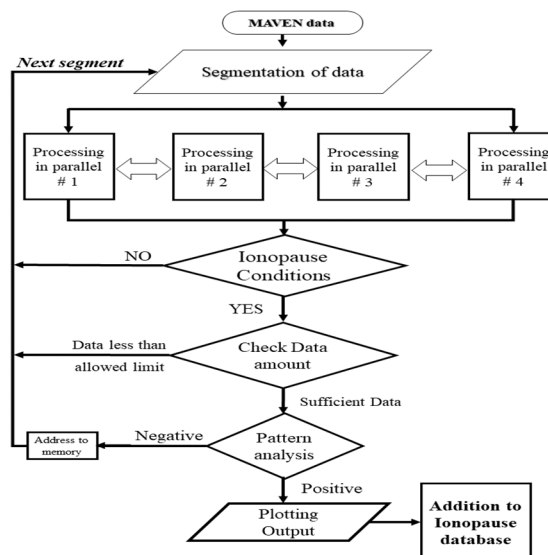 MAVEN data
Next segment
Segmentation of data
Processing
in parallel
# 1
Processing
in parallel
# 2
Processing
in parallel
# 3
Processing
in parallel
# 4
NO
Ionopause
Conditions
YES
Data less than
allowed limit
Check Data
amount
Sufficient Data
Address to
memory
Negative
Pattern
analysis
Positive
Plotting
Output
Addition to
Ionopause
database